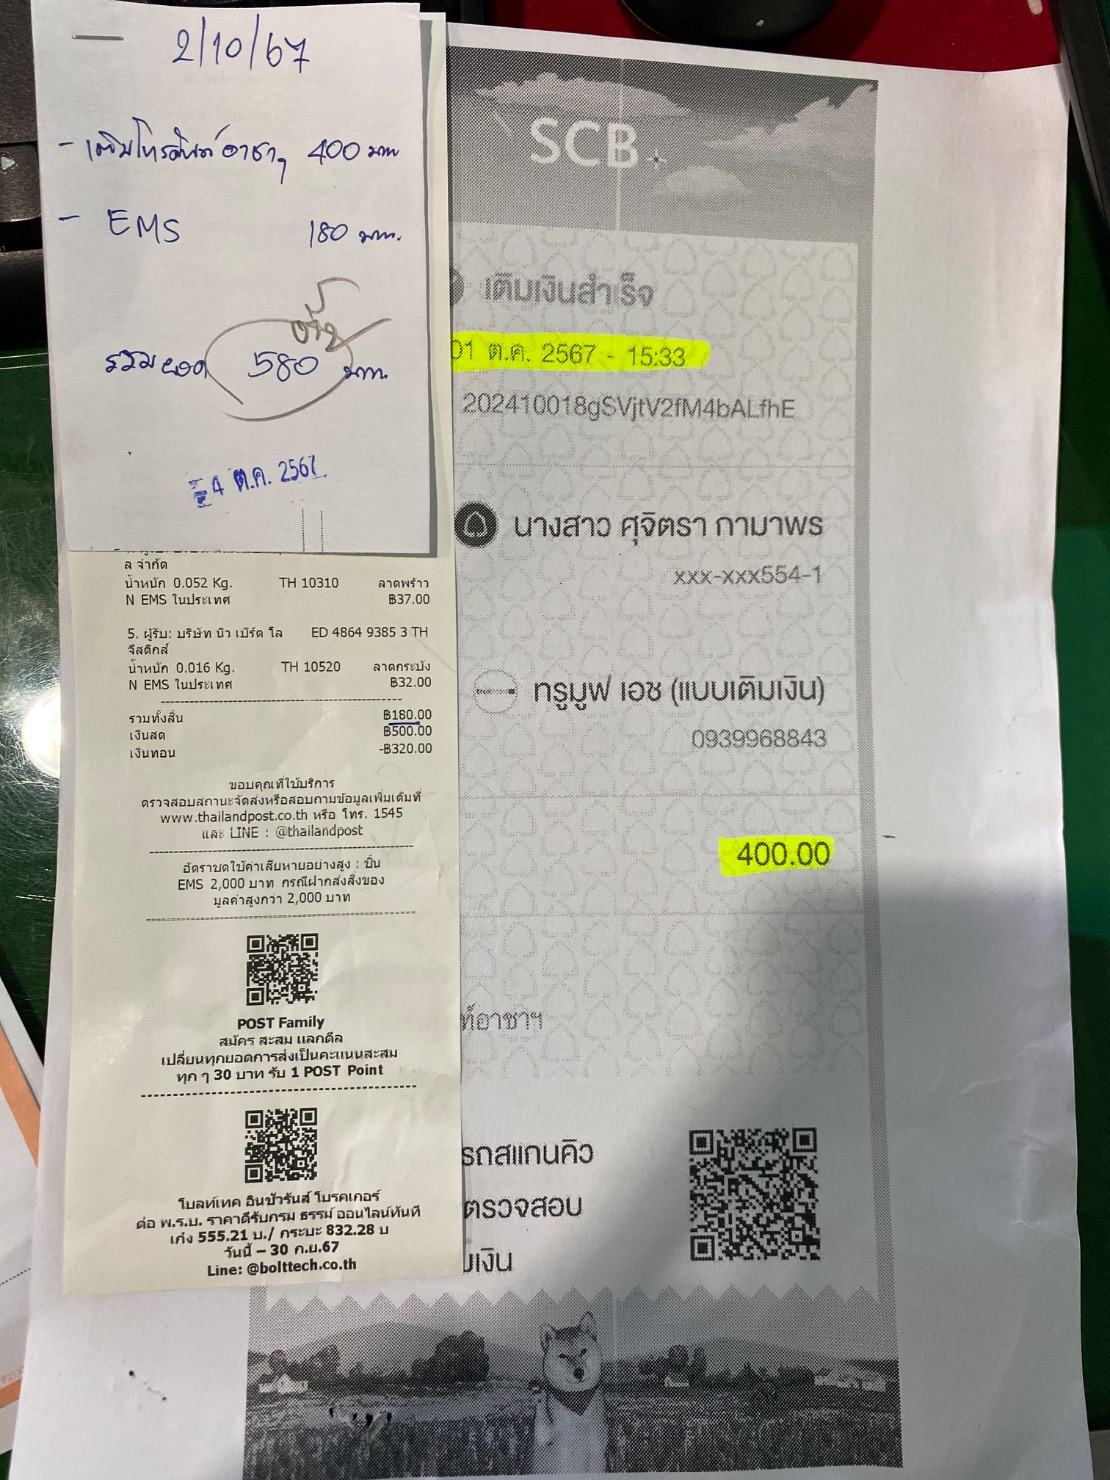 2/10/67
- เติมโทรศัพท์อาชาๆ 400 บาท
- EMS 180 บาท.
รวมยอด 580 บาท.
4 ต.ค. 2567
ล จำกัด
น้ำหนัก 0.052 Kg. TH 10310 ลาดพร้าว
N EMS ในประเทศ ฿37.00
5. ผู้รับ: บริษัท นิว เบิร์ด โล ED 4864 9385 3 TH
จีสติกส์
น้ำหนัก 0.016 Kg. TH 10520 ลาดกระบัง
N EMS ในประเทศ ฿32.00
รวมทั้งสิ้น ฿180.00
เงินสด ฿500.00
เงินทอน -฿320.00
ขอบคุณที่ใช้บริการ
ตรวจสอบสถานะจัดส่งหรือสอบถามข้อมูลเพิ่มเติมที่
www.thailandpost.co.th หรือ โทร. 1545
และ LINE : @thailandpost
อัตราชดใช้ค่าเสียหายอย่างสูง : ชิ้น
EMS 2,000 บาท กรณีฝากส่งสิ่งของ
มูลค่าสูงกว่า 2,000 บาท
POST Family
สมัคร สะสม แลกดีล
เปลี่ยนทุกยอดการส่งเป็นคะแนนสะสม
ทุก ๆ 30 บาท รับ 1 POST Point
โบลท์เทค อินชัวรันส์ โบรคเกอร์
ต่อ พ.ร.บ. ราคาดีรับกรม ธรรม์ ออนไลน์ทันที
เก๋ง 555.21 บ./ กระบะ 832.28 บ
วันนี้ – 30 ก.ย.67
Line: @bolttech.co.th
SCB
เติมเงินสำเร็จ
01 ต.ค. 2567 - 15:33
202410018gSVjtV2fM4bALfhE
นางสาว ศุจิตรา กามาพร
xxx-xxx554-1
ทรูมูฟ เอช (แบบเติมเงิน)
0939968843
400.00
ท์อาชาฯ
รถสแกนคิว
ตรวจสอบ
มเงิน